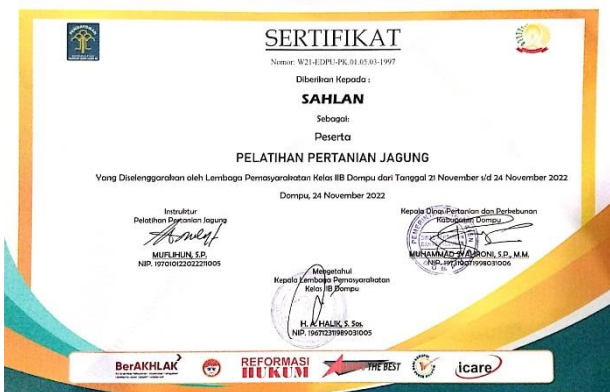 SERTIFIKAT
Nomor: W21-EDPU-PK.01.05.03-1997
Diberikan Kepada :
SAHLAN
Sebagai:
Peserta
PELATIHAN PERTANIAN JAGUNG
Yang Diselenggarakan oleh Lembaga Pemasyarakatan Kelas IIB Dompu dari Tanggal 21 November s/d 24 November 2022
Dompu, 24 November 2022
Instruktur
Pelatihan Pertanian Jagung
MUFLIHUN, S.P.
NIP. 197010122022211005
Kepala Dinas Pertanian dan Perkebunan
Kabupaten Dompu
MUHAMMAD SYAHRONI, S.P., M.M.
NIP. 197310071998031006
Mengetahui
Kepala Lembaga Pemasyarakatan
Kelas IIB Dompu
H. A. HALIK, S. Sos.
NIP. 196712311989031005
BerAKHLAK
REFORMASI
HUKUM
THE BEST
icare